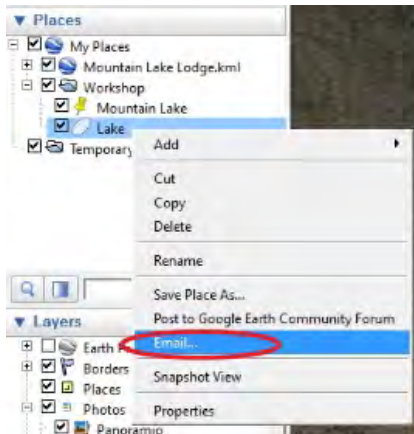 Places
My Places
Mountain Lake Lodge.kml
Workshop
Mountain Lake
Lake
Temporary
Add
Cut
Copy
Delete
Rename
Save Place As...
Post to Google Earth Community Forum
Email...
Snapshot View
Properties
Layers
Earth
Borders
Places
Photos
Panoramio